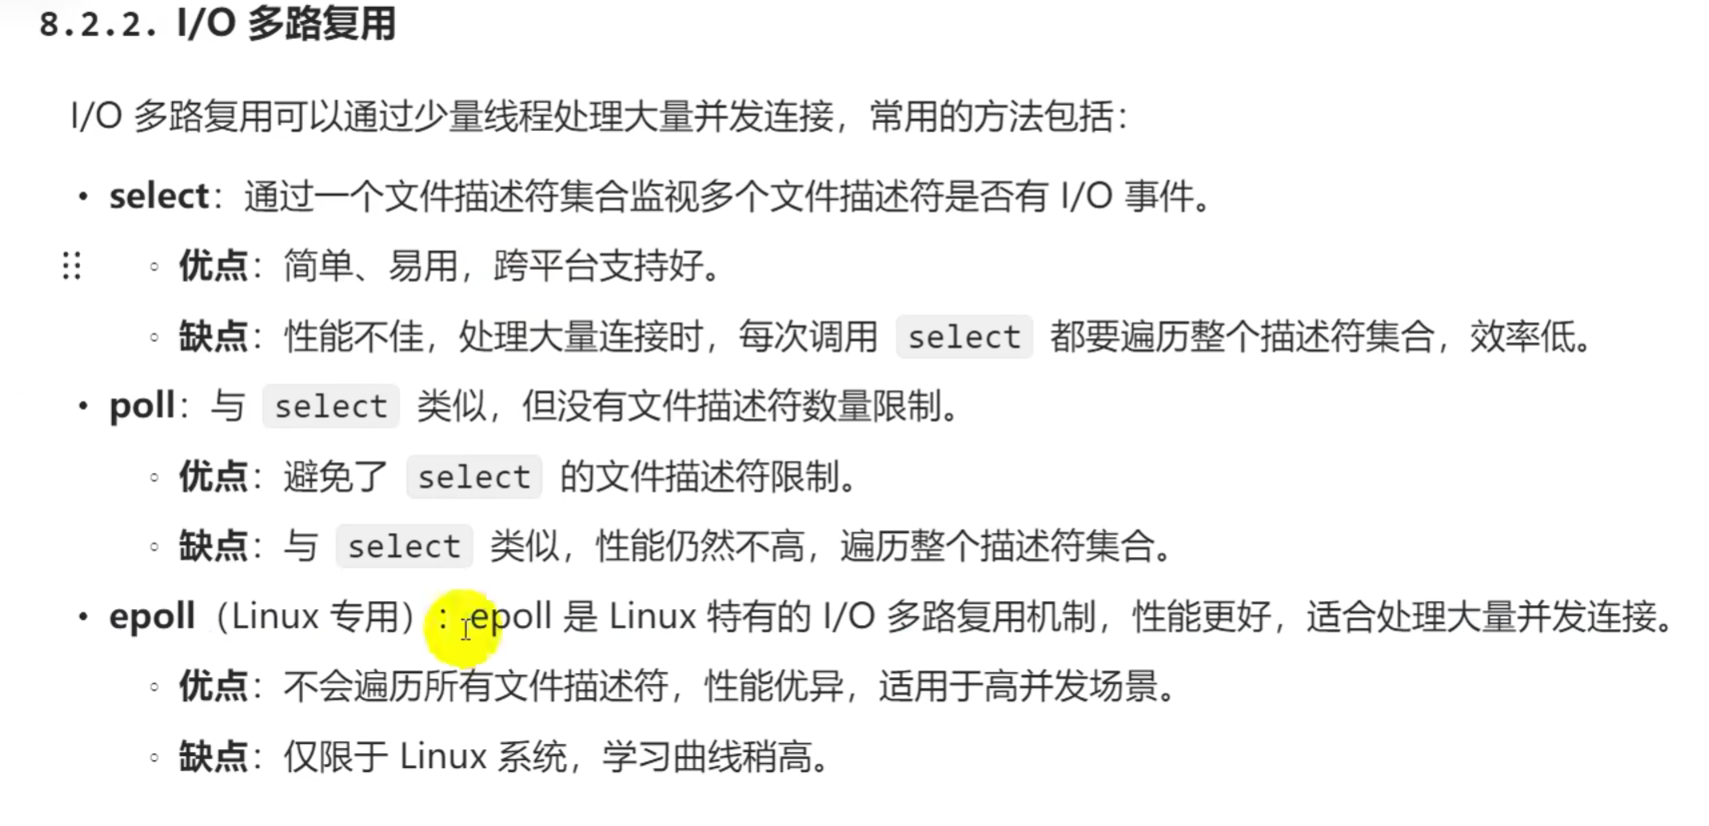 8.2.2. I/O 多路复用
I/O 多路复用可以通过少量线程处理大量并发连接，常用的方法包括：
• select：通过一个文件描述符集合监视多个文件描述符是否有 I/O 事件。
◦ 优点：简单、易用，跨平台支持好。
◦ 缺点：性能不佳，处理大量连接时，每次调用 select 都要遍历整个描述符集合，效率低。
• poll：与 select 类似，但没有文件描述符数量限制。
◦ 优点：避免了 select 的文件描述符限制。
◦ 缺点：与 select 类似，性能仍然不高，遍历整个描述符集合。
• epoll（Linux 专用）：epoll 是 Linux 特有的 I/O 多路复用机制，性能更好，适合处理大量并发连接。
◦ 优点：不会遍历所有文件描述符，性能优异，适用于高并发场景。
◦ 缺点：仅限于 Linux 系统，学习曲线稍高。